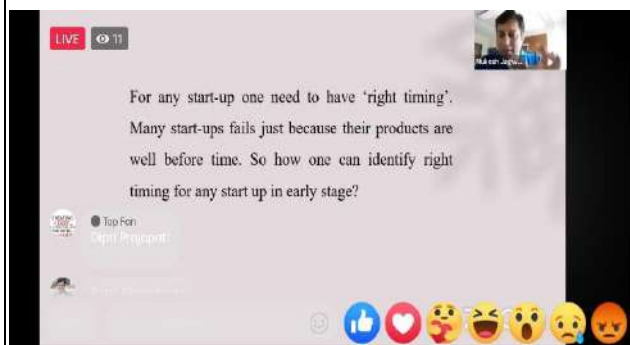 LIVE
11
For any start-up one need to have ‘right timing’.
Many start-ups fails just because their products are
well before time. So how one can identify right
timing for any start up in early stage?
Top Fan